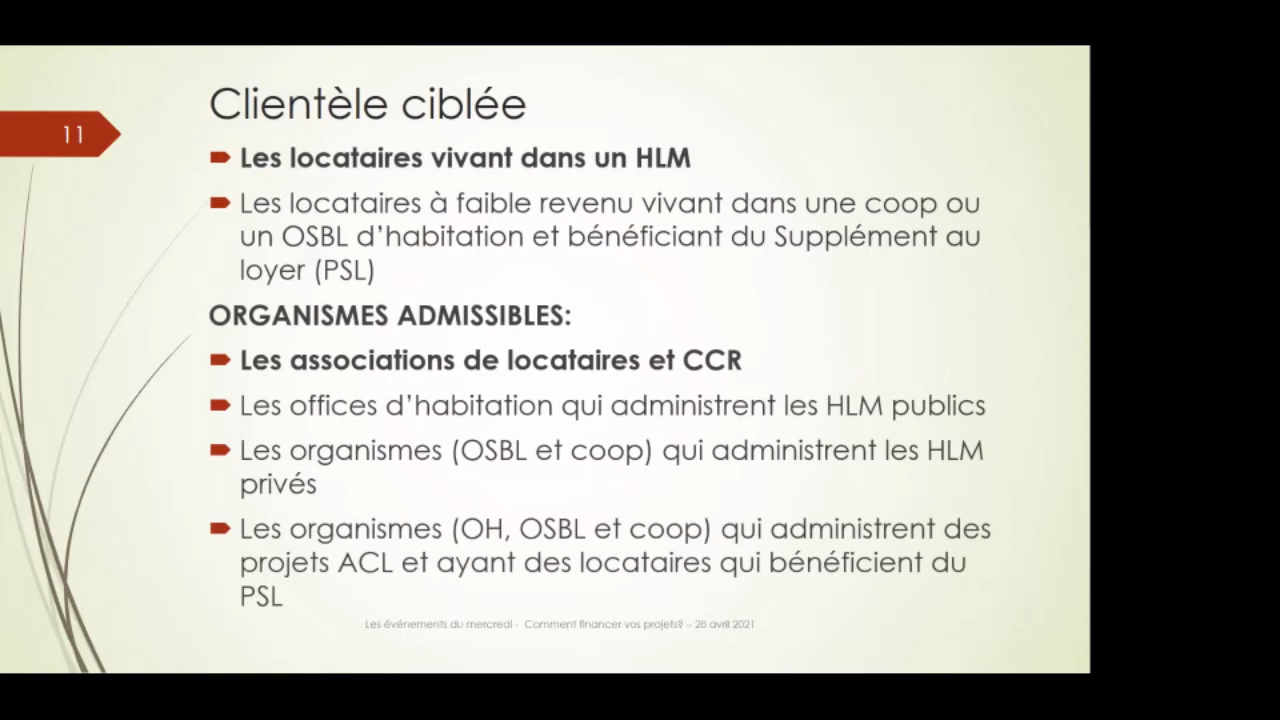 Clientèle ciblée
11
Les locataires vivant dans un HLM
Les locataires à faible revenu vivant dans une coop ou
un OSBL d’habitation et bénéficiant du Supplément au
loyer (PSL)
ORGANISMES ADMISSIBLES:
Les associations de locataires et CCR
Les offices d’habitation qui administrent les HLM publics
Les organismes (OSBL et coop) qui administrent les HLM
privés
Les organismes (OH, OSBL et coop) qui administrent des
projets ACL et ayant des locataires qui bénéficient du
PSL
Les événements du mercredi - Comment financer vos projets? – 28 avril 2021